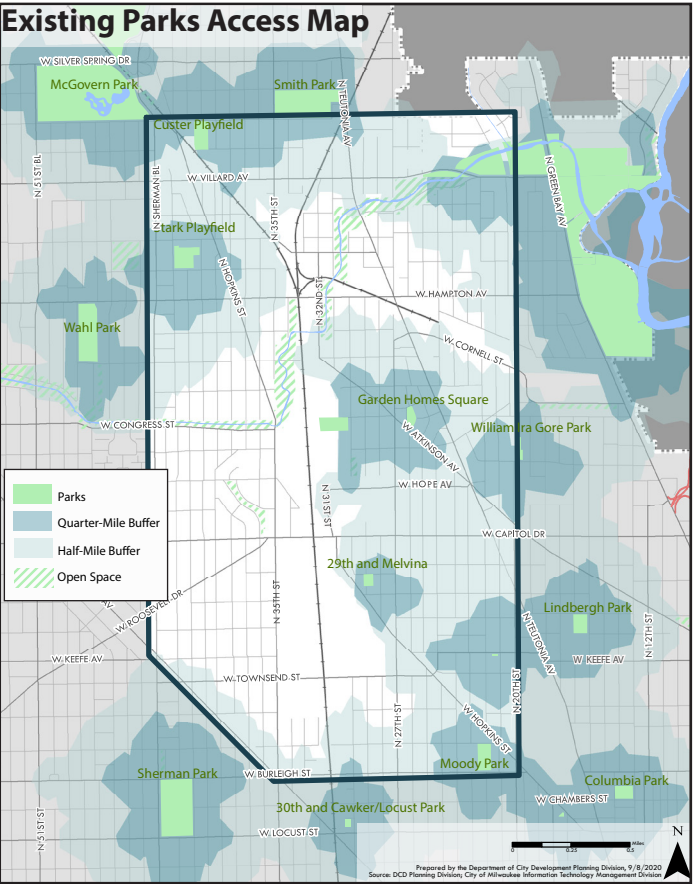 Existing Parks Access Map
W SILVER SPRING DR
McGovern Park
Smith Park
N TEUTONIA AV
Custer Playfield
N 51ST BL
N SHERMAN BL
W VILLARD AV
N 35TH ST
N GREEN BAY AV
Stark Playfield
N HOPKINS ST
N 32ND ST
W HAMPTON AV
Wahl Park
W CORNELL ST
Garden Homes Square
W CONGRESS ST
W ATKINSON AV
Williamera Gore Park
W HOPE AV
Parks
Quarter-Mile Buffer
Half-Mile Buffer
Open Space
N 31ST ST
W CAPITOL DR
29th and Melvina
N 35TH ST
AV
W ROOSEVELT DR
Lindbergh Park
N TEUTONIA AV
N 12TH ST
W KEEFE AV
W KEEFE AV
W TOWNSEND ST
N 20TH ST
N 27TH ST
W HOPKINS ST
Moody Park
Sherman Park
W BURLEIGH ST
Columbia Park
W CHAMBERS ST
30th and Cawker/Locust Park
N 51ST ST
W LOCUST ST
N
Miles
0 0.25 0.5
Prepared by the Department of City Development Planning Division, 9/8/2020
Source: DCD Planning Division; City of Milwaukee Information Technology Management Division